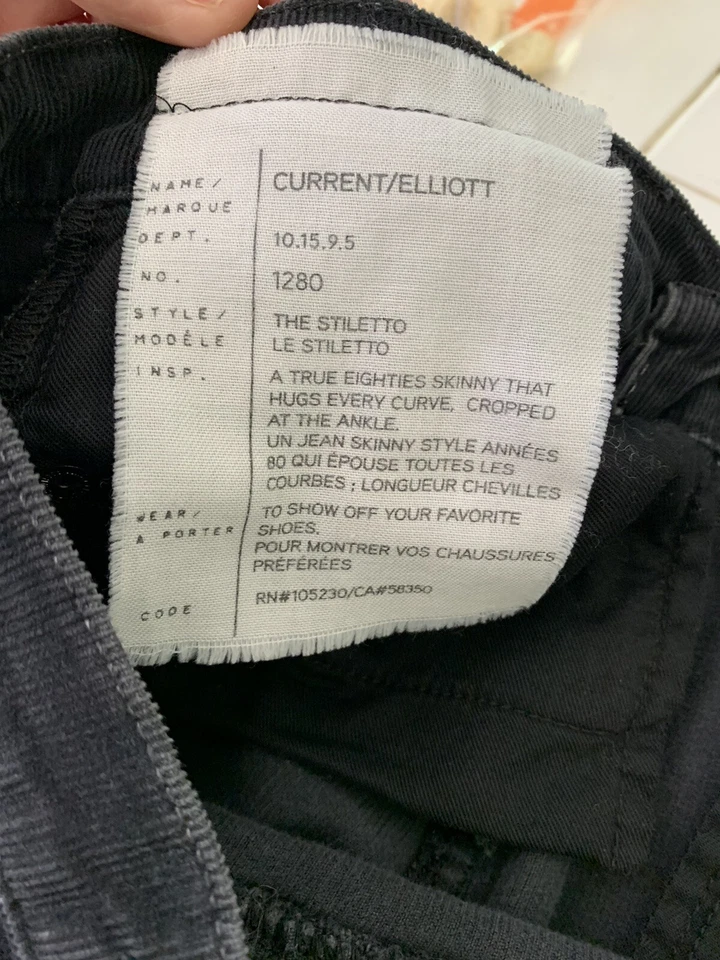 NAME/ CURRENT/ELLIOTT
MARQUE
DEPT. 10.15.9.5
NO. 1280
STYLE/ THE STILETTO
MODÈLE LE STILETTO
INSP. A TRUE EIGHTIES SKINNY THAT
HUGS EVERY CURVE, CROPPED
AT THE ANKLE.
UN JEAN SKINNY STYLE ANNÉES
80 QUI ÉPOUSE TOUTES LES
COURBES ; LONGUEUR CHEVILLES
WEAR/ TO SHOW OFF YOUR FAVORITE
A PORTER SHOES.
POUR MONTRER VOS CHAUSSURES
PRÉFÉRÉES
CODE RN#105230/CA#58350